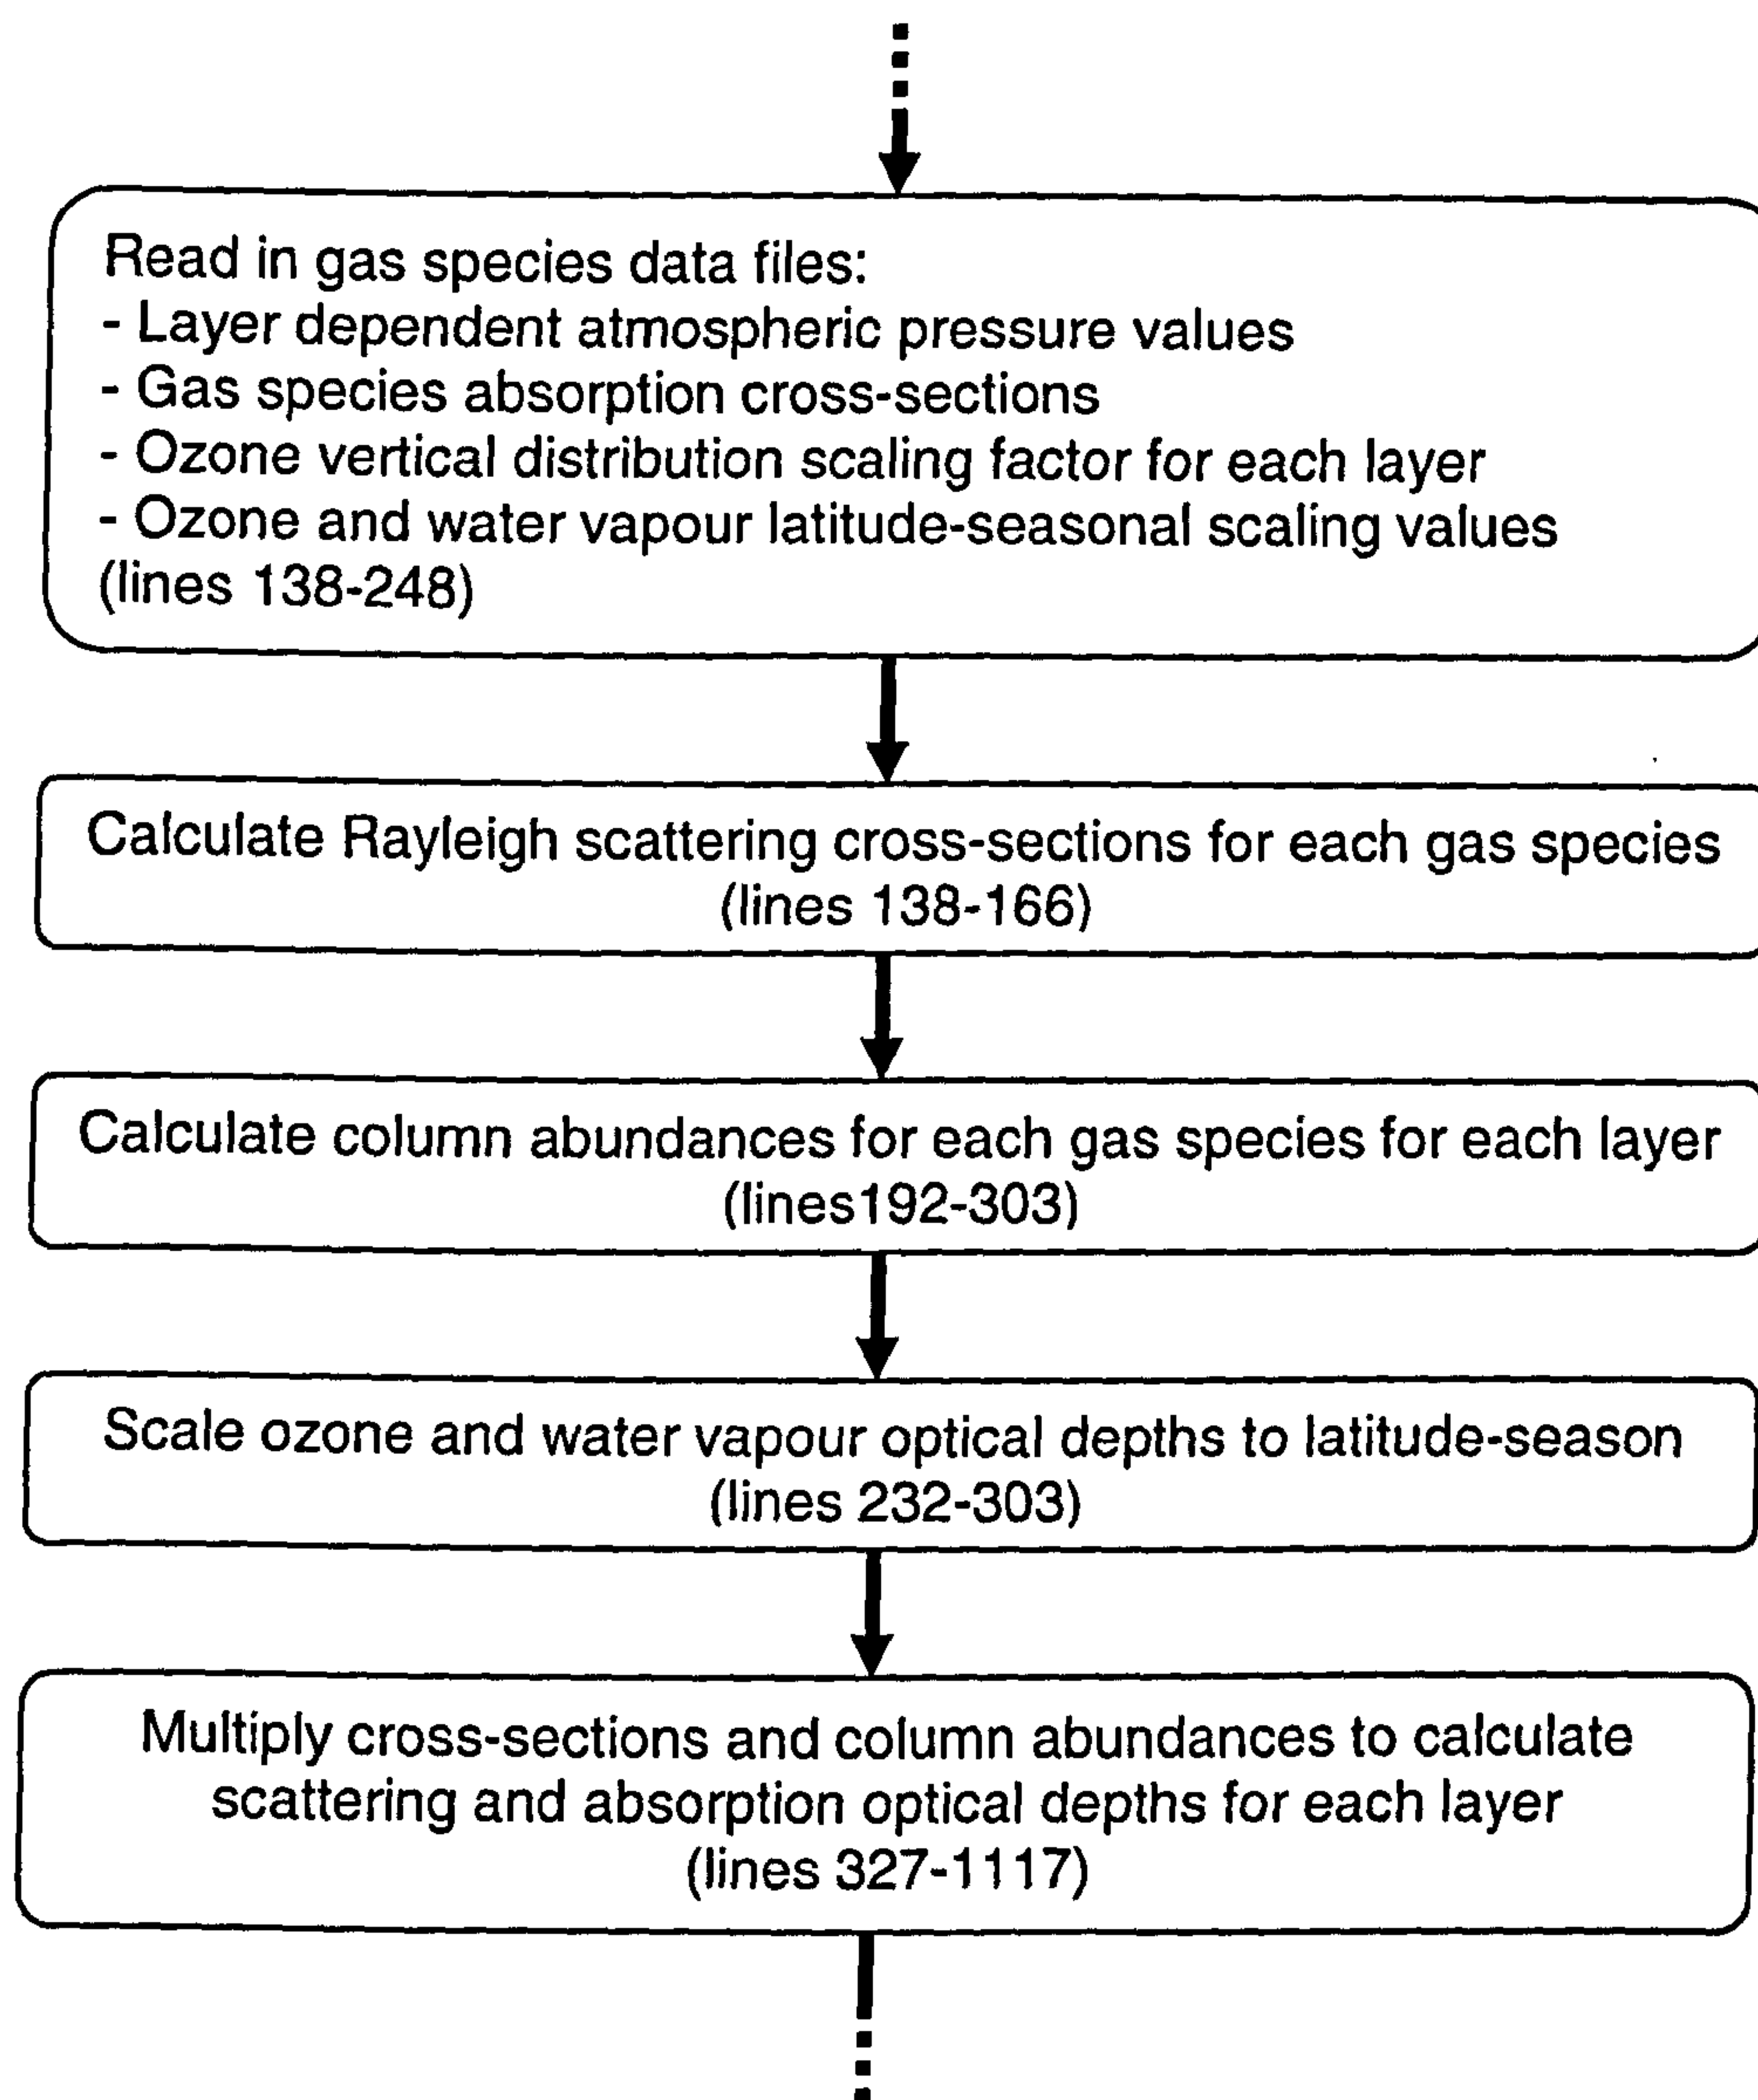 Read in gas species data files:
- Layer dependent atmospheric pressure values
- Gas species absorption cross-sections
- Ozone vertical distribution scaling factor for each layer
- Ozone and water vapour latitude-seasonal scaling values
(lines 138-248)
Calculate Rayleigh scattering cross-sections for each gas species
(lines 138-166)
Calculate column abundances for each gas species for each layer
(lines192-303)
Scale ozone and water vapour optical depths to latitude-season
(lines 232-303)
Multiply cross-sections and column abundances to calculate
scattering and absorption optical depths for each layer
(lines 327-1117)